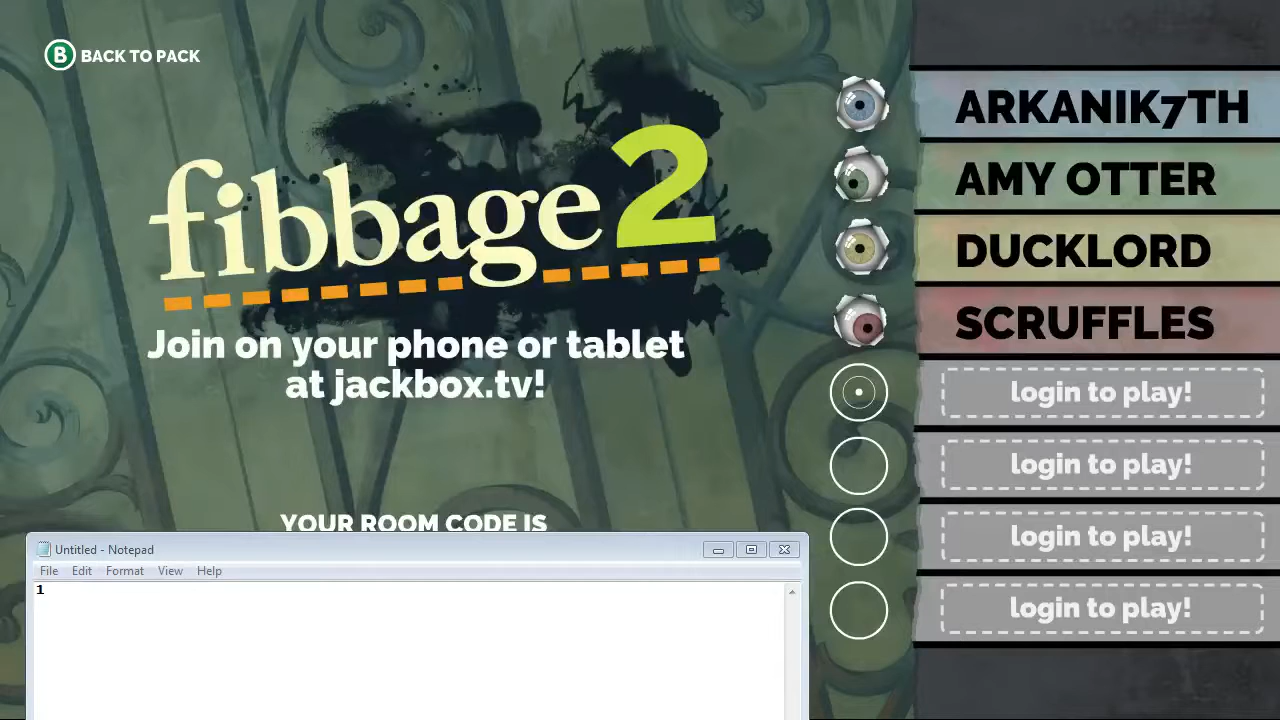 B BACK TO PACK
fibbage 2
Join on your phone or tablet
at jackbox.tv!
YOUR ROOM CODE IS
ARKANIK7TH
AMY OTTER
DUCKLORD
SCRUFFLES
login to play!
login to play!
login to play!
login to play!
Untitled - Notepad
File Edit Format View Help
1